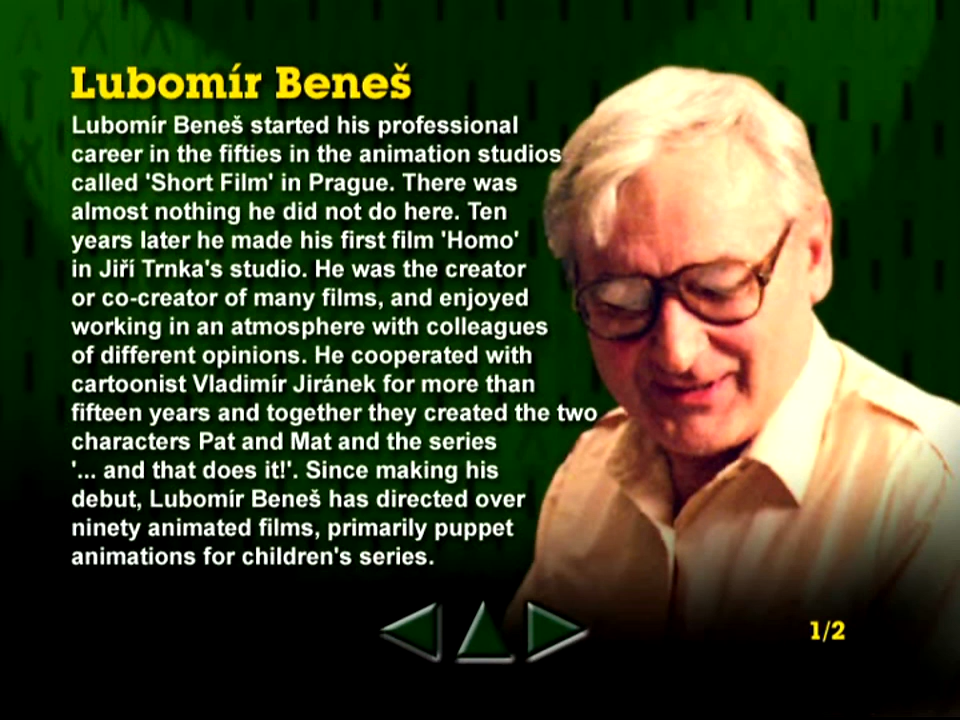 Lubomír Beneš
Lubomír Beneš started his professional
career in the fifties in the animation studios
called 'Short Film' in Prague. There was
almost nothing he did not do here. Ten
years later he made his first film 'Homo'
in Jiří Trnka's studio. He was the creator
or co-creator of many films, and enjoyed
working in an atmosphere with colleagues
of different opinions. He cooperated with
cartoonist Vladimír Jiránek for more than
fifteen years and together they created the two
characters Pat and Mat and the series
'... and that does it!'. Since making his
debut, Lubomír Beneš has directed over
ninety animated films, primarily puppet
animations for children's series.
1/2